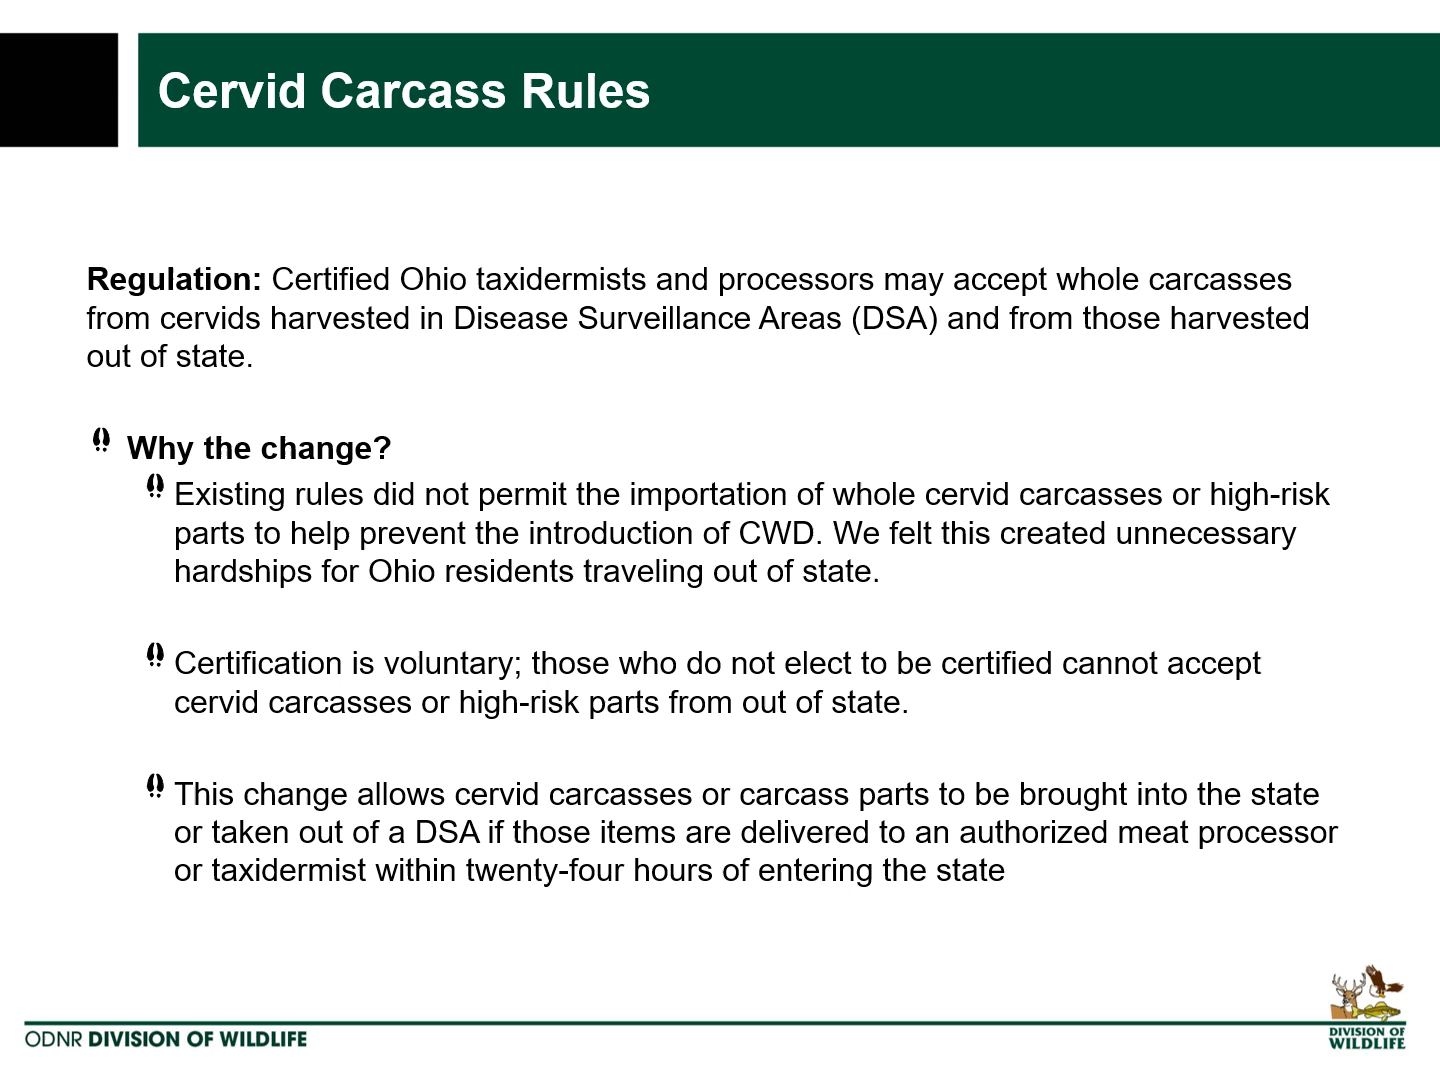 Cervid Carcass Rules
Regulation: Certified Ohio taxidermists and processors may accept whole carcasses
from cervids harvested in Disease Surveillance Areas (DSA) and from those harvested
out of state.
Why the change?
Existing rules did not permit the importation of whole cervid carcasses or high-risk
parts to help prevent the introduction of CWD. We felt this created unnecessary
hardships for Ohio residents traveling out of state.
Certification is voluntary; those who do not elect to be certified cannot accept
cervid carcasses or high-risk parts from out of state.
This change allows cervid carcasses or carcass parts to be brought into the state
or taken out of a DSA if those items are delivered to an authorized meat processor
or taxidermist within twenty-four hours of entering the state
ODNR DIVISION OF WILDLIFE
DIVISION OF
WILDLIFE